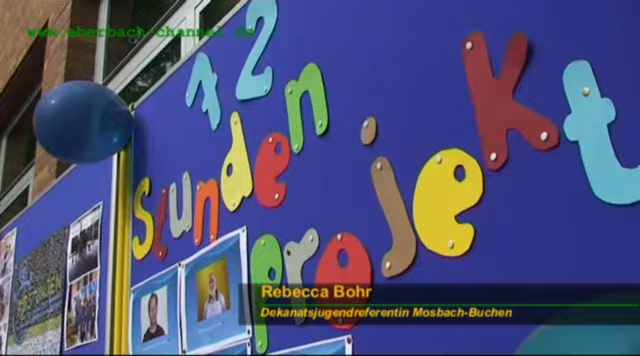 www.eberbach-channel.de
72
Stunden
projekt
Rebecca Bohr
Dekanatsjugendreferentin Mosbach-Buchen